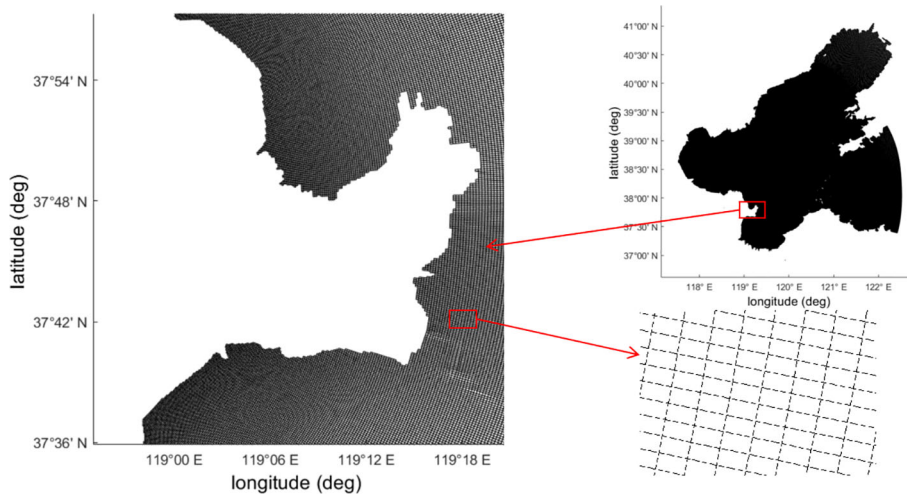 37°54' N
37°48' N
37°42' N
37°36' N
latitude (deg)
119°00 E
119°06 E
119°12 E
119°18 E
longitude (deg)
41°00' N
40°30' N
40°00' N
39°30' N
39°00' N
38°30' N
38°00' N
37°30' N
37°00' N
latitude (deg)
118° E
119° E
120° E
121° E
122° E
longitude (deg)